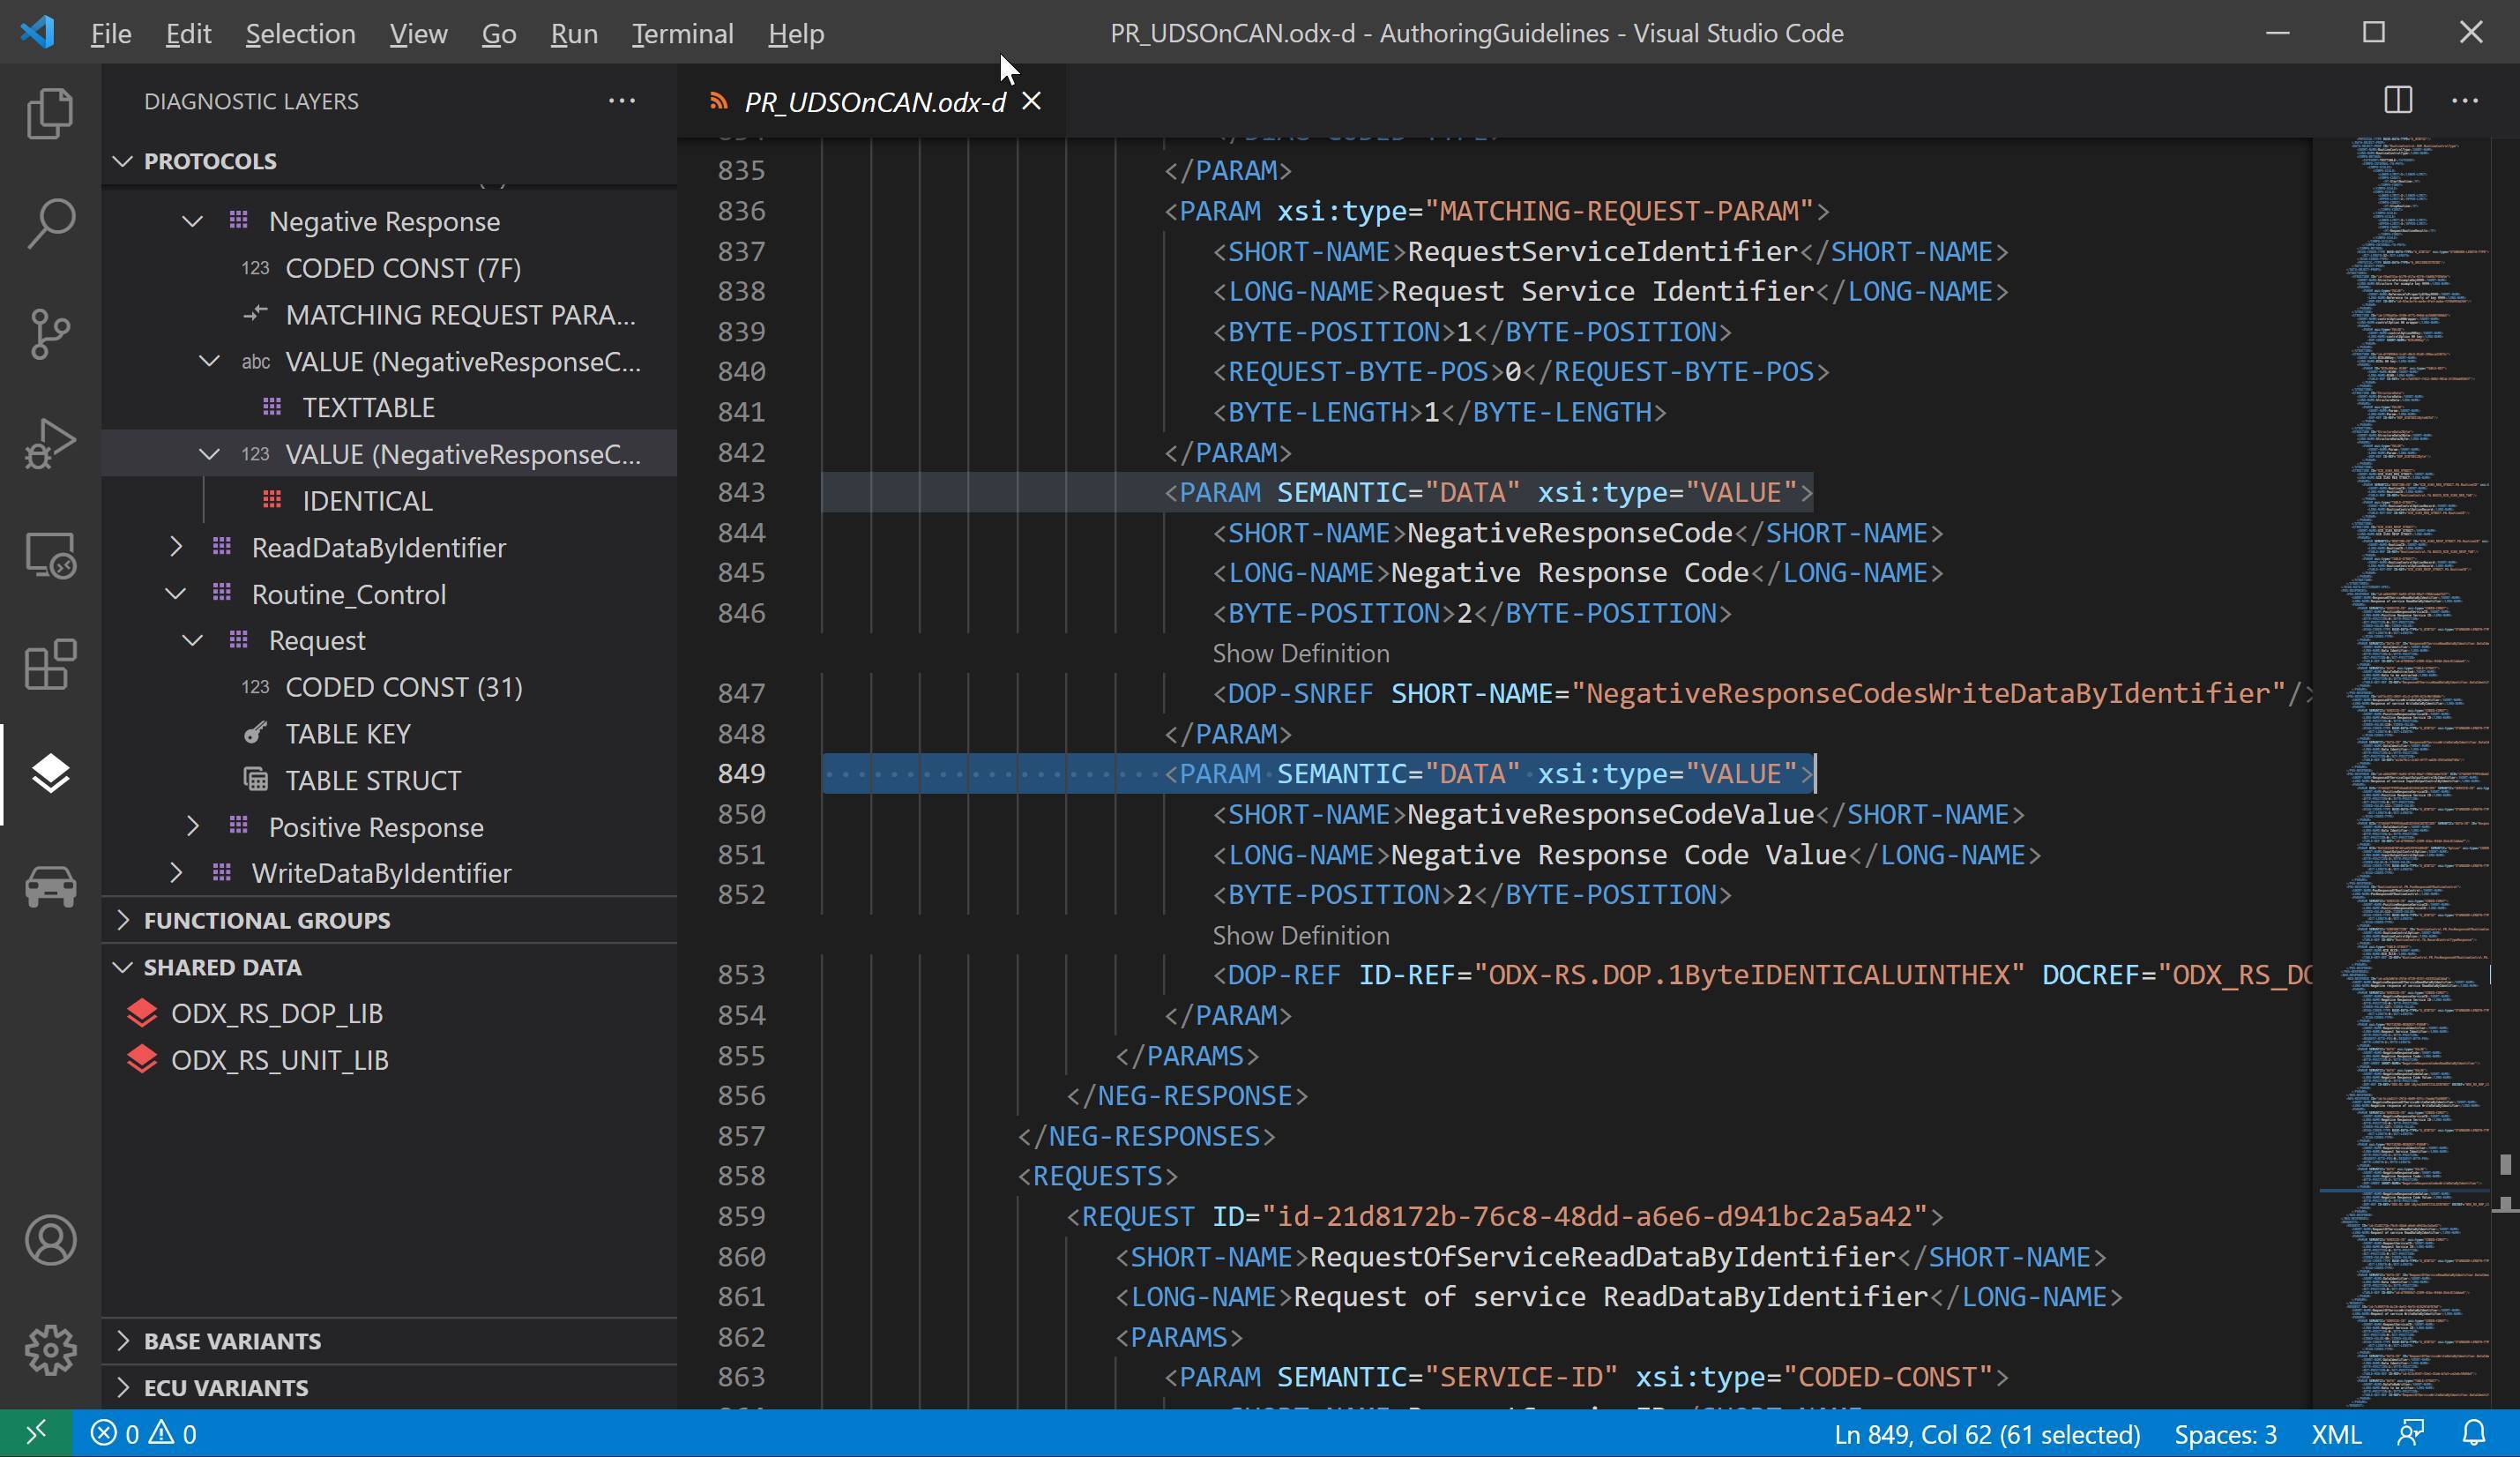 File Edit Selection View Go Run Terminal Help PR_UDSOnCAN.odx-d - AuthoringGuidelines - Visual Studio Code
DIAGNOSTIC LAYERS
PROTOCOLS
Negative Response
123 CODED CONST (7F)
MATCHING REQUEST PARA...
abc VALUE (NegativeResponseC...
TEXTTABLE
123 VALUE (NegativeResponseC...
IDENTICAL
ReadDataByIdentifier
Routine_Control
Request
123 CODED CONST (31)
TABLE KEY
TABLE STRUCT
Positive Response
WriteDataByIdentifier
FUNCTIONAL GROUPS
SHARED DATA
ODX_RS_DOP_LIB
ODX_RS_UNIT_LIB
BASE VARIANTS
ECU VARIANTS
PR_UDSOnCAN.odx-d
835 </PARAM>
836 <PARAM xsi:type="MATCHING-REQUEST-PARAM">
837 <SHORT-NAME>RequestServiceIdentifier</SHORT-NAME>
838 <LONG-NAME>Request Service Identifier</LONG-NAME>
839 <BYTE-POSITION>1</BYTE-POSITION>
840 <REQUEST-BYTE-POS>0</REQUEST-BYTE-POS>
841 <BYTE-LENGTH>1</BYTE-LENGTH>
842 </PARAM>
843 <PARAM SEMANTIC="DATA" xsi:type="VALUE">
844 <SHORT-NAME>NegativeResponseCode</SHORT-NAME>
845 <LONG-NAME>Negative Response Code</LONG-NAME>
846 <BYTE-POSITION>2</BYTE-POSITION>
Show Definition
847 <DOP-SNREF SHORT-NAME="NegativeResponseCodesWriteDataByIdentifier"/>
848 </PARAM>
849 <PARAM SEMANTIC="DATA" xsi:type="VALUE">
850 <SHORT-NAME>NegativeResponseCodeValue</SHORT-NAME>
851 <LONG-NAME>Negative Response Code Value</LONG-NAME>
852 <BYTE-POSITION>2</BYTE-POSITION>
Show Definition
853 <DOP-REF ID-REF="ODX-RS.DOP.1ByteIDENTICALUINTHEX" DOCREF="ODX_RS_DO
854 </PARAM>
855 </PARAMS>
856 </NEG-RESPONSE>
857 </NEG-RESPONSES>
858 <REQUESTS>
859 <REQUEST ID="id-21d8172b-76c8-48dd-a6e6-d941bc2a5a42">
860 <SHORT-NAME>RequestOfServiceReadDataByIdentifier</SHORT-NAME>
861 <LONG-NAME>Request of service ReadDataByIdentifier</LONG-NAME>
862 <PARAMS>
863 <PARAM SEMANTIC="SERVICE-ID" xsi:type="CODED-CONST">
0 0 Ln 849, Col 62 (61 selected) Spaces: 3 XML